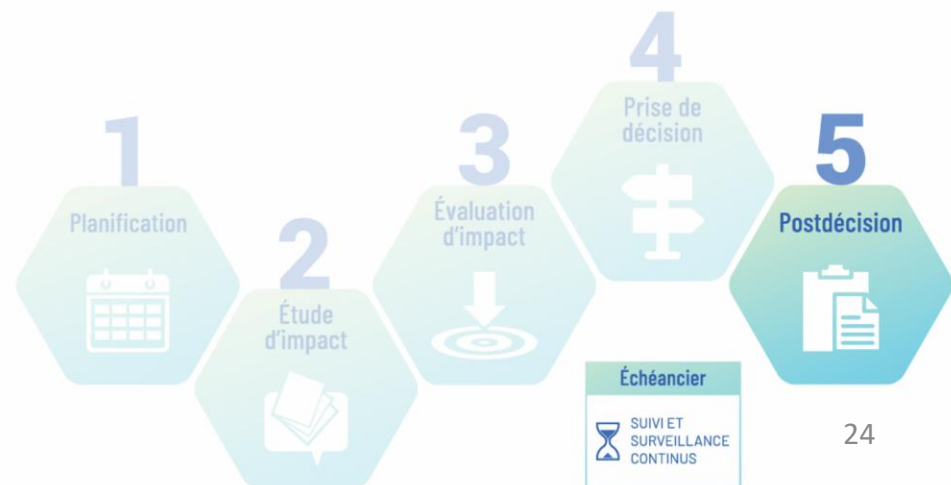 1
Planification
2
Étude
d'impact
3
Évaluation
d'impact
4
Prise de
décision
5
Postdécision
Échéancier
SUIVI ET
SURVEILLANCE
CONTINUS
24